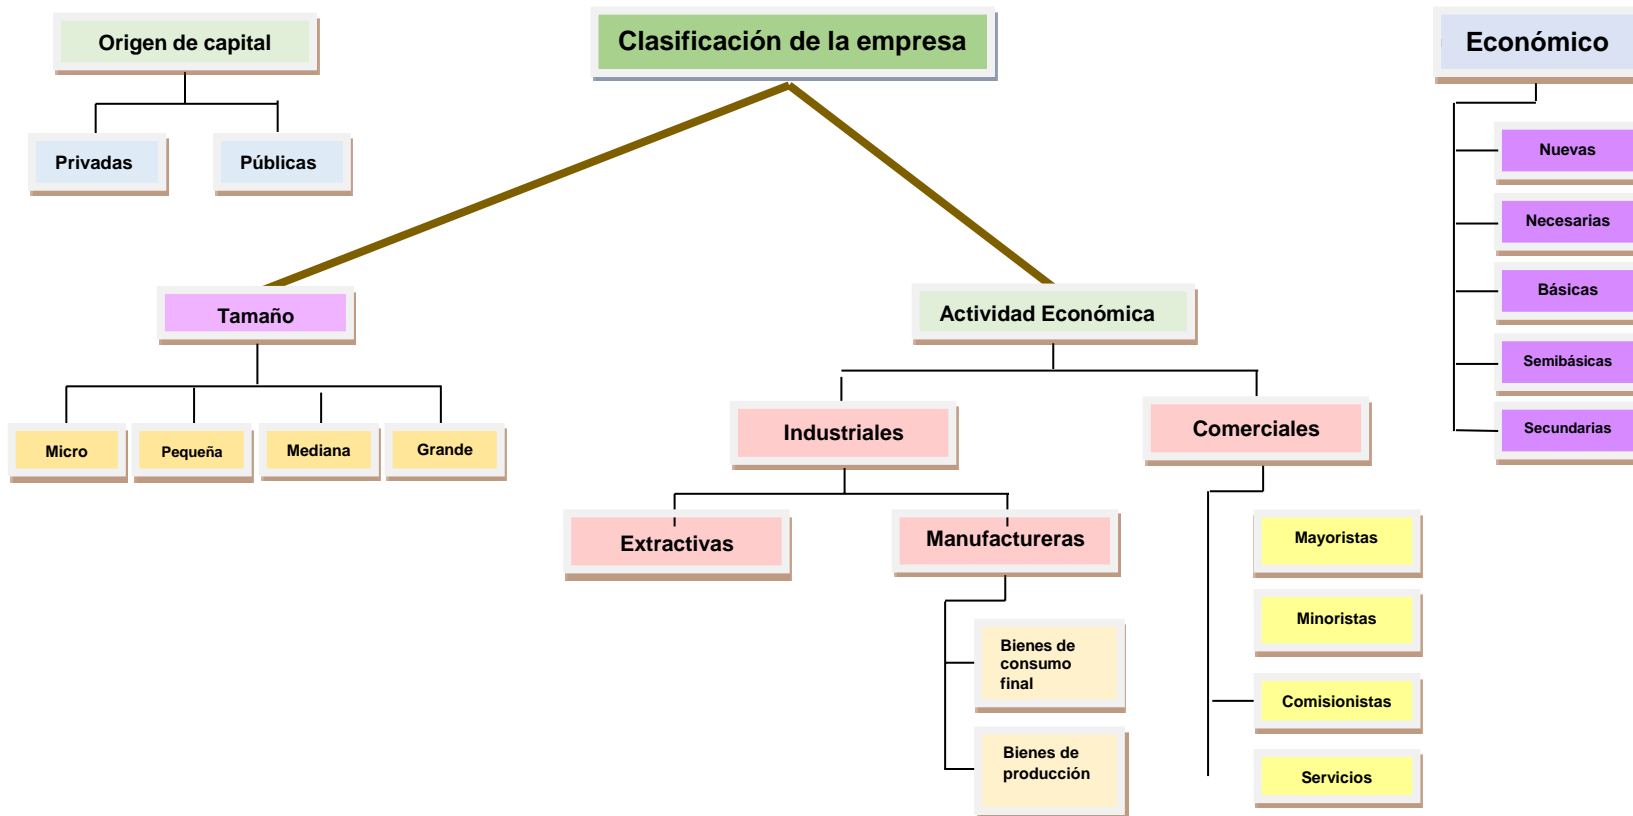 Origen de capital
Clasificación de la empresa
Económico
Privadas
Públicas
Nuevas
Necesarias
Básicas
Semibásicas
Secundarias
Tamaño
Actividad Económica
Micro
Pequeña
Mediana
Grande
Industriales
Comerciales
Extractivas
Manufactureras
Mayoristas
Minoristas
Comisionistas
Servicios
Bienes de
consumo
final
Bienes de
producción